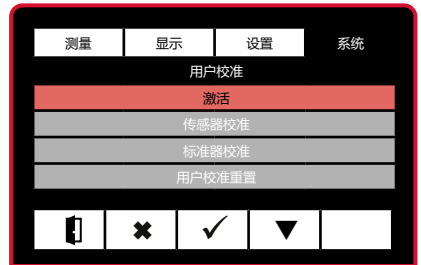 测量 显示 设置 系统
用户校准
激活
传感器校准
标准器校准
用户校准重置